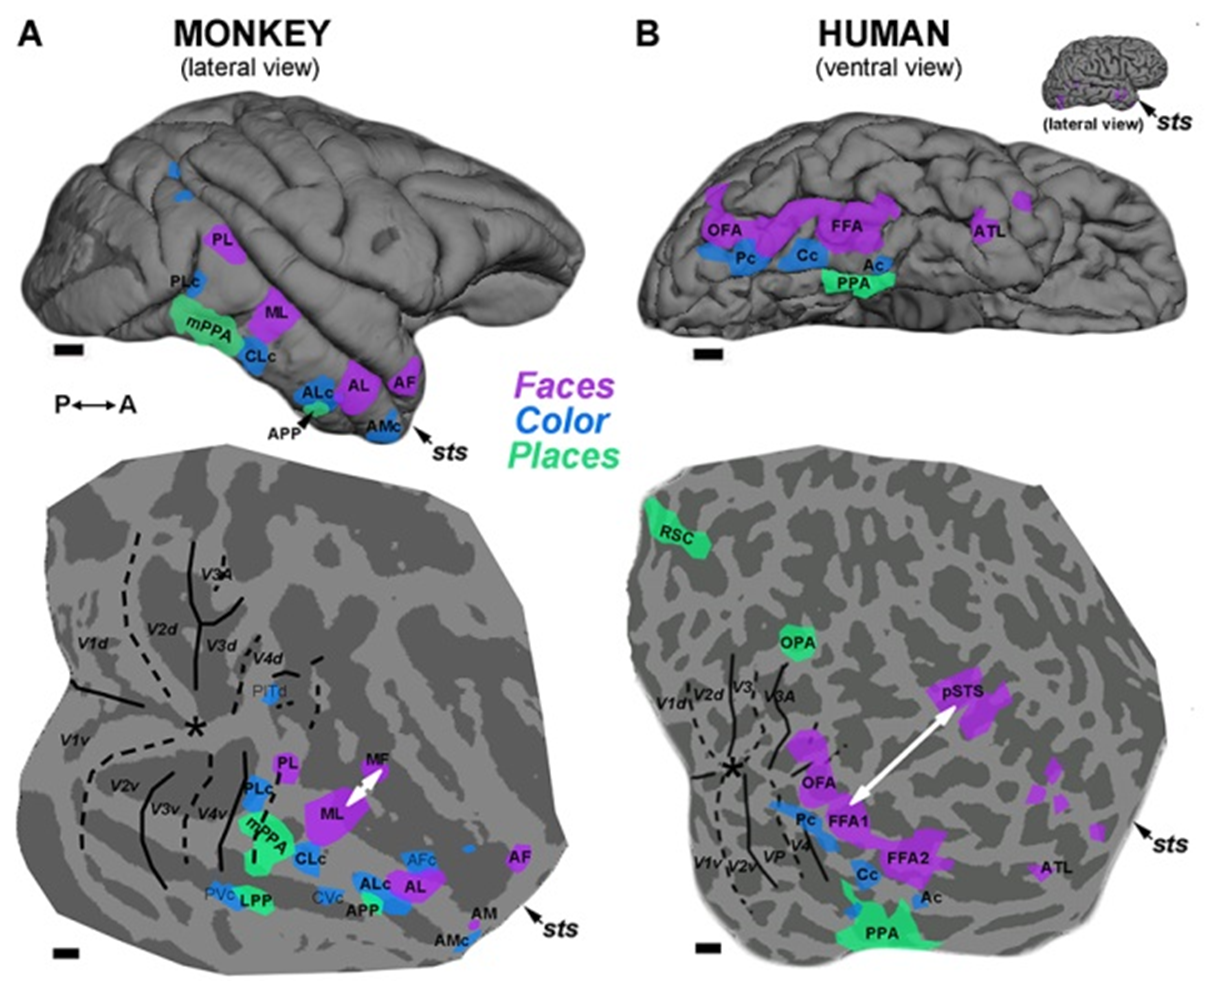 A
MONKEY
(lateral view)
B
HUMAN
(ventral view)
(lateral view)
sts
PL
PLc
ML
mPPA
CLc
ALc
AL
AF
APP
AMc
sts
P A
OFA
FFA
ATL
Pc
Cc
Ac
PPA
Faces
Color
Places
V3A
V1d
V2d
V3d
V4d
PITd
*
V1v
V2v
V3v
V4v
PL
MF
PLc
ML
mPPA
CLc
AFc
AF
PVc
LPP
CVc
ALc
AL
APP
AM
AMc
sts
RSC
OPA
V1d
V2d
V3
V3A
pSTS
*
OFA
Pc
FFA1
V1v
V2v
VP
V4
FFA2
Cc
Ac
ATL
PPA
sts